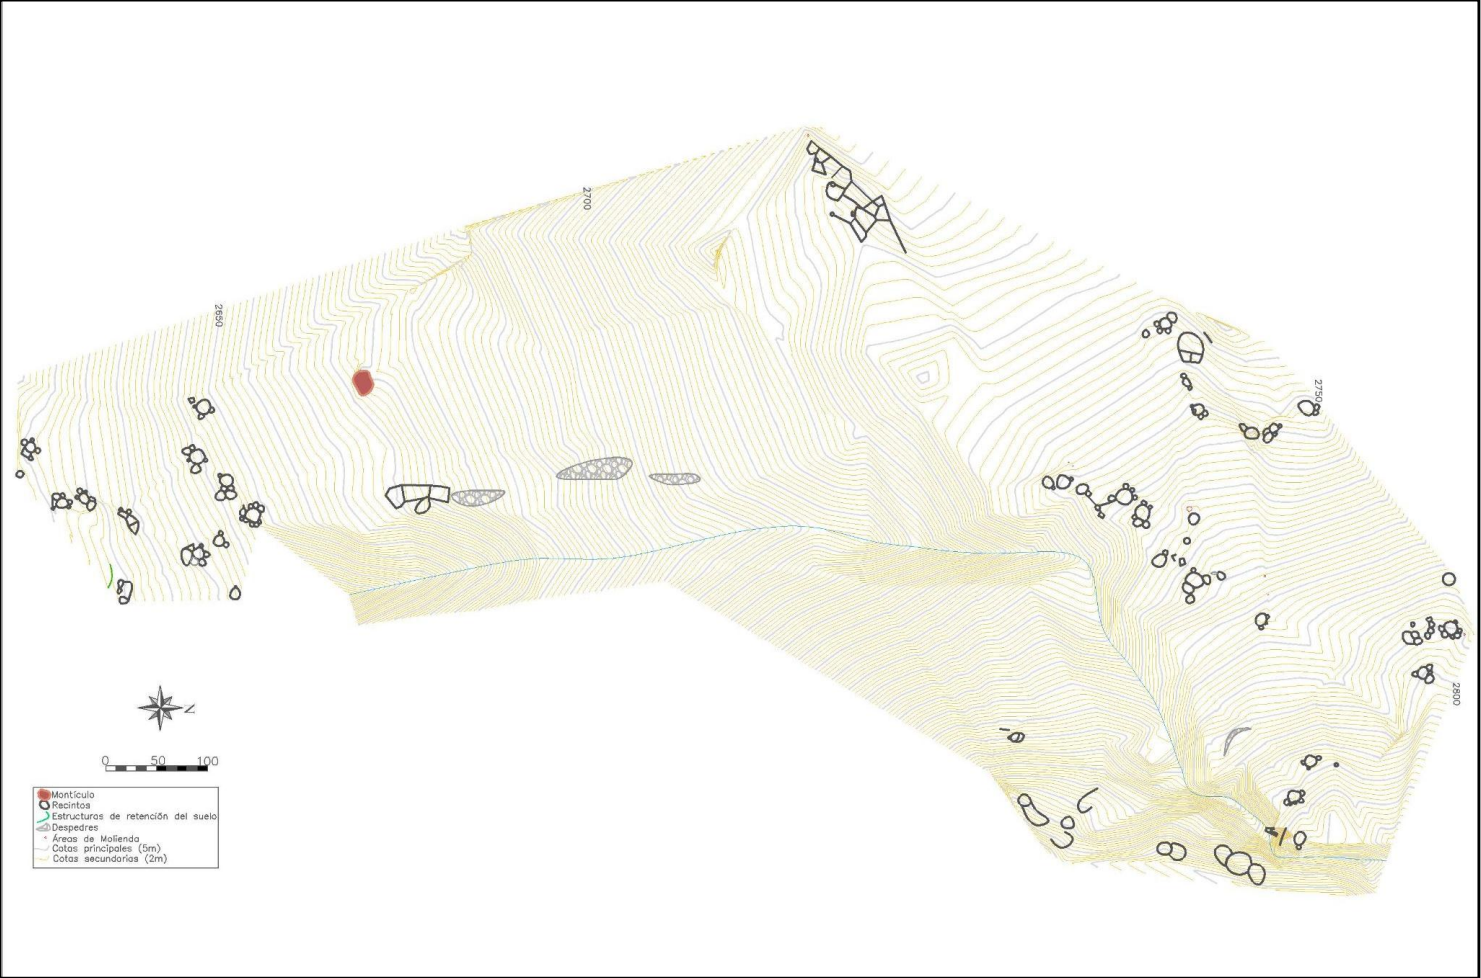 2700
2650
2750
2800
N
0 50 100
Montículo
Recintos
Estructuras de retención del suelo
Despedres
Áreas de Molienda
Cotas principales (5m)
Cotas secundarias (2m)